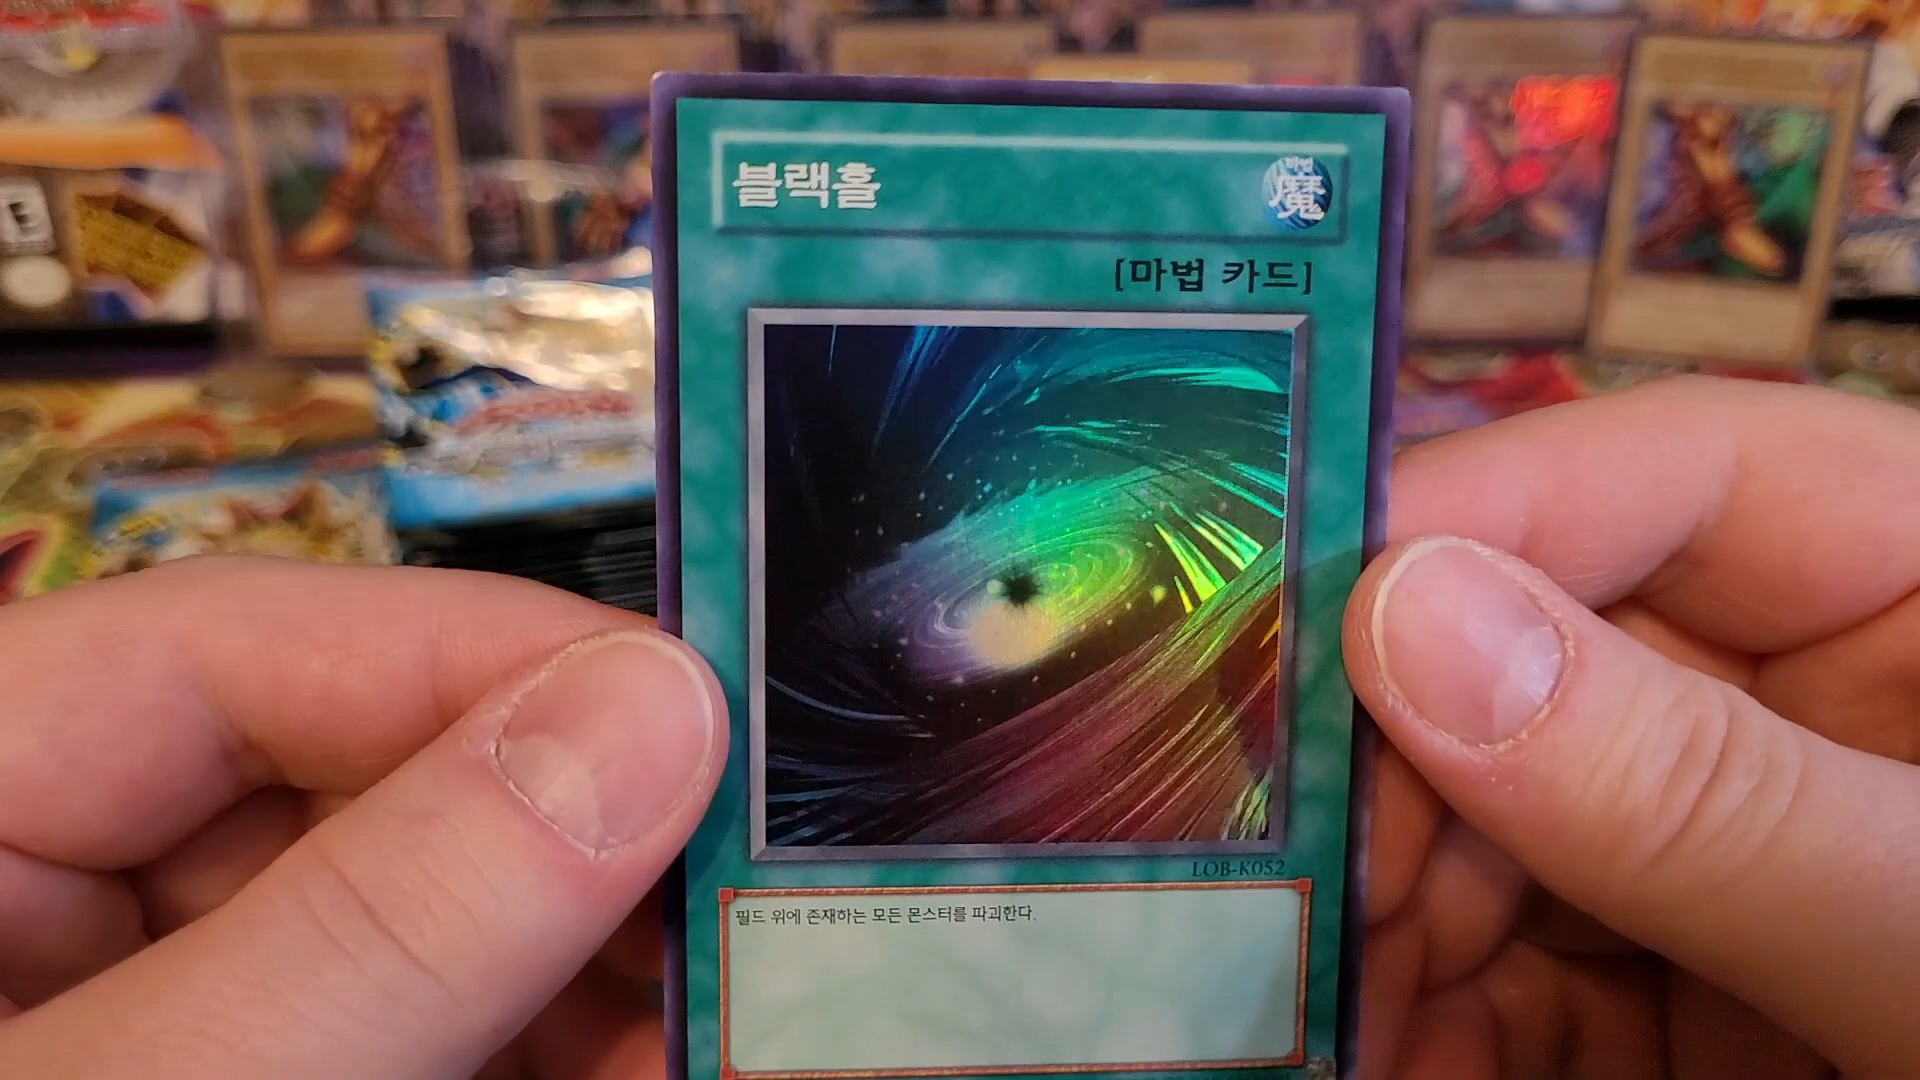 블랙홀
마법
魔
[마법 카드]
LOB-K052
필드 위에 존재하는 모든 몬스터를 파괴한다.